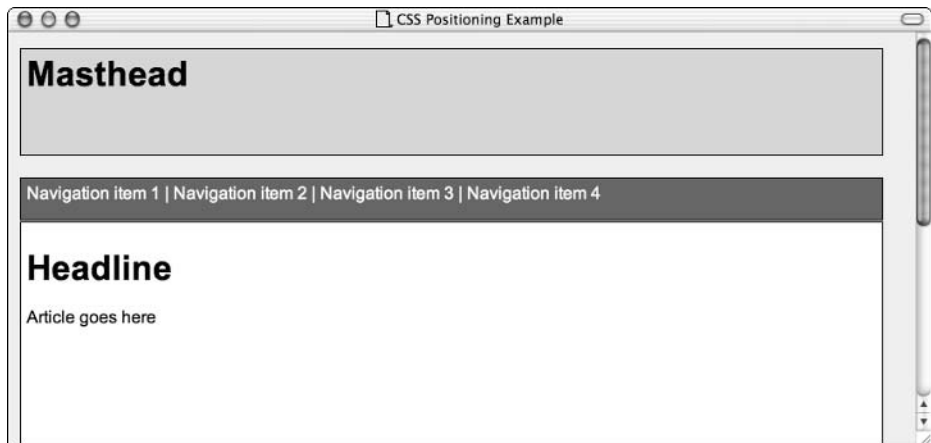 CSS Positioning Example
Masthead
Navigation item 1 | Navigation item 2 | Navigation item 3 | Navigation item 4
Headline
Article goes here